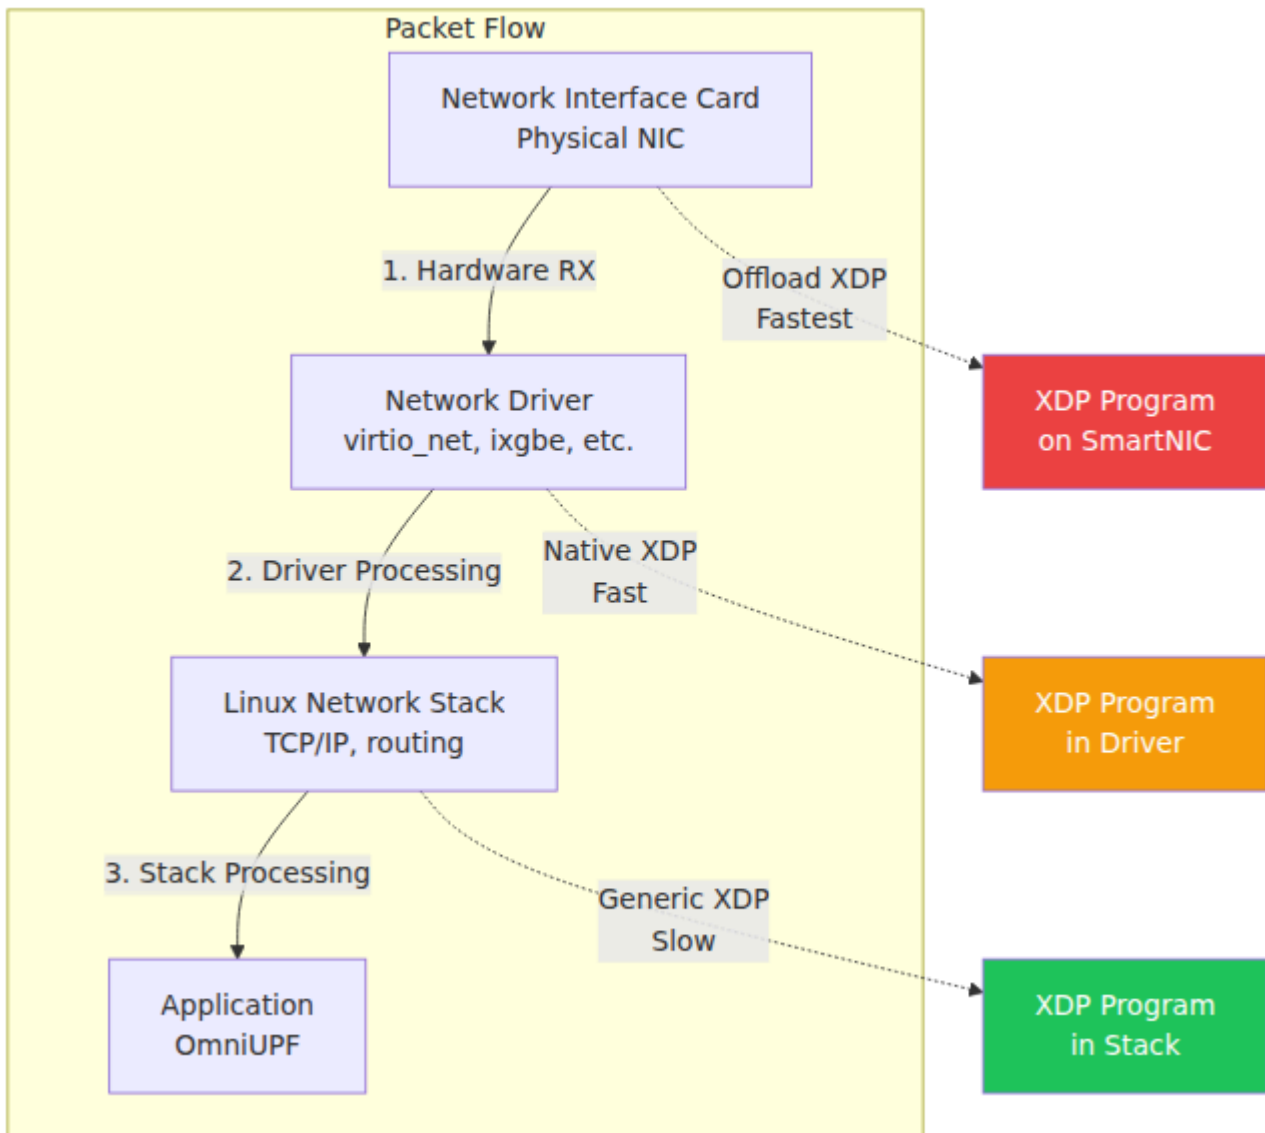 Packet Flow
Network Interface Card
Physical NIC
1. Hardware RX
Offload XDP
Fastest
Network Driver
virtio_net, ixgbe, etc.
XDP Program
on SmartNIC
2. Driver Processing
Native XDP
Fast
Linux Network Stack
TCP/IP, routing
XDP Program
in Driver
3. Stack Processing
Generic XDP
Slow
Application
OmniUPF
XDP Program
in Stack